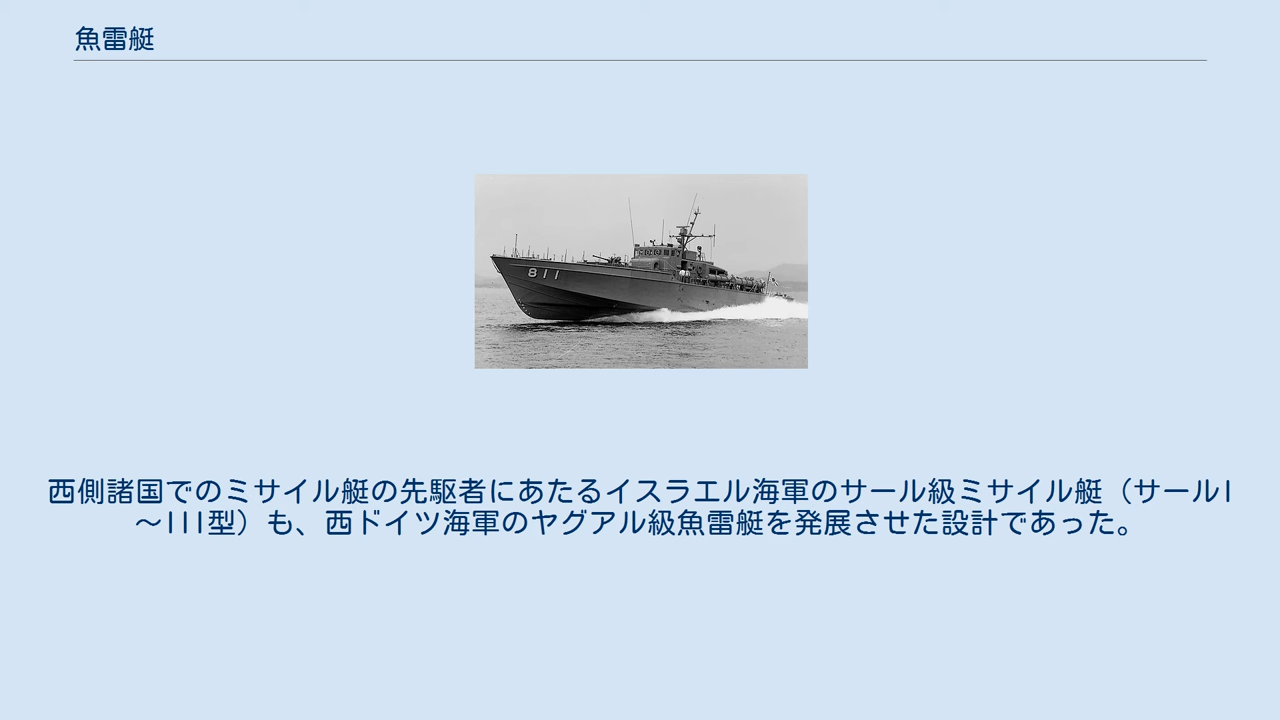 魚雷艇
811
西側諸国でのミサイル艇の先駆者にあたるイスラエル海軍のサール級ミサイル艇（サールI
～III型）も、西ドイツ海軍のヤグアル級魚雷艇を発展させた設計であった。